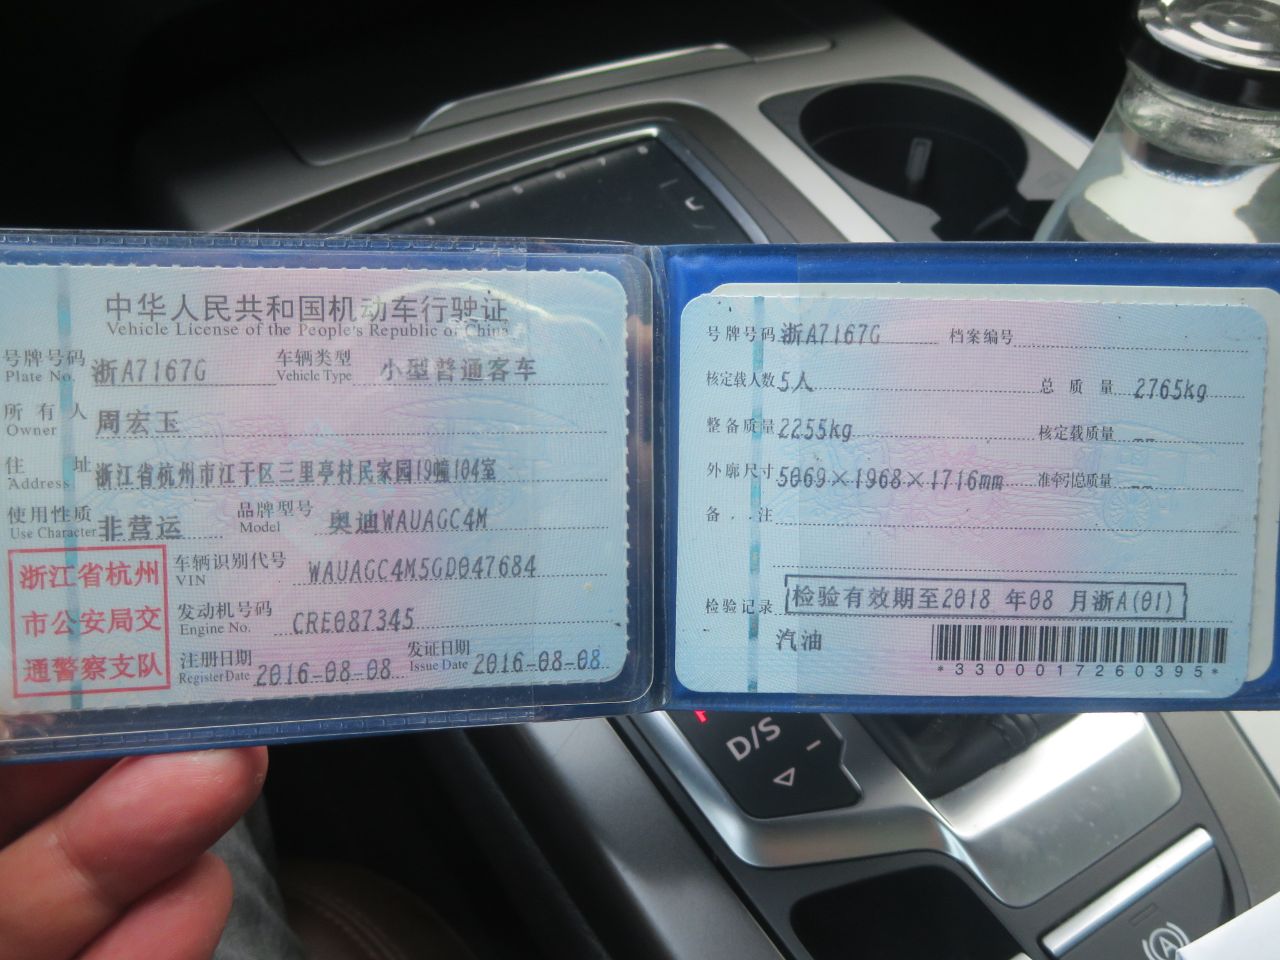 中华人民共和国机动车行驶证
Vehicle License of the People's Republic of China
号牌号码 浙A7167G 车辆类型 小型普通客车
Plate No. Vehicle Type
所有人 周宏玉
Owner
住址 浙江省杭州市江干区三里亭村民家园19幢104室
Address
使用性质 非营运 品牌型号 奥迪WAUAGC4M
Use Character Model
浙江省杭州
市公安局交
通警察支队
车辆识别代号 WAUAGC4M5GD047684
VIN
发动机号码 CRE087345
Engine No.
注册日期 2016-08-08 发证日期 2016-08-08
Register Date Issue Date
号牌号码 浙A7167G 档案编号
核定载人数 5人 总质量 2765kg
整备质量 2255kg 核定载质量 --
外廓尺寸 5069×1968×1716mm 准牵引总质量 --
备注
检验记录 检验有效期至2018 年08 月浙A(01)
汽油
*3300017260395*
P
D/S
(A)